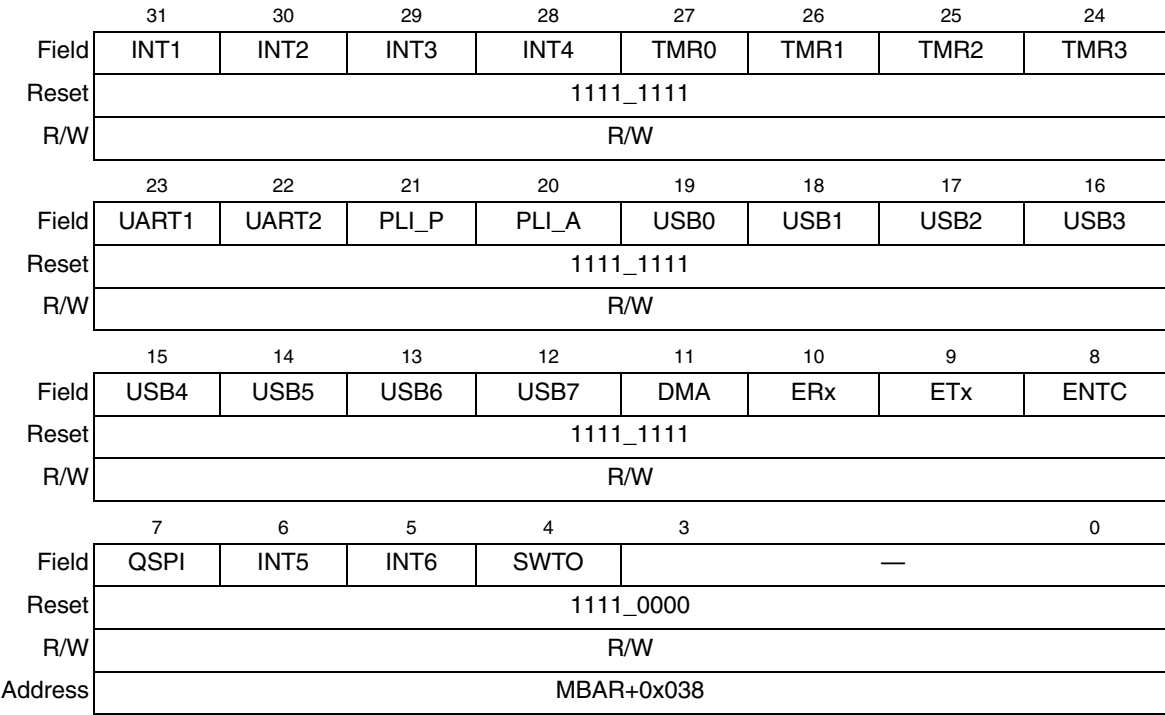 31 30 29 28 27 26 25 24
Field INT1 INT2 INT3 INT4 TMR0 TMR1 TMR2 TMR3
Reset 1111_1111
R/W R/W
23 22 21 20 19 18 17 16
Field UART1 UART2 PLI_P PLI_A USB0 USB1 USB2 USB3
Reset 1111_1111
R/W R/W
15 14 13 12 11 10 9 8
Field USB4 USB5 USB6 USB7 DMA ERx ETx ENTC
Reset 1111_1111
R/W R/W
7 6 5 4 3 0
Field QSPI INT5 INT6 SWTO —
Reset 1111_0000
R/W R/W
Address MBAR+0x038